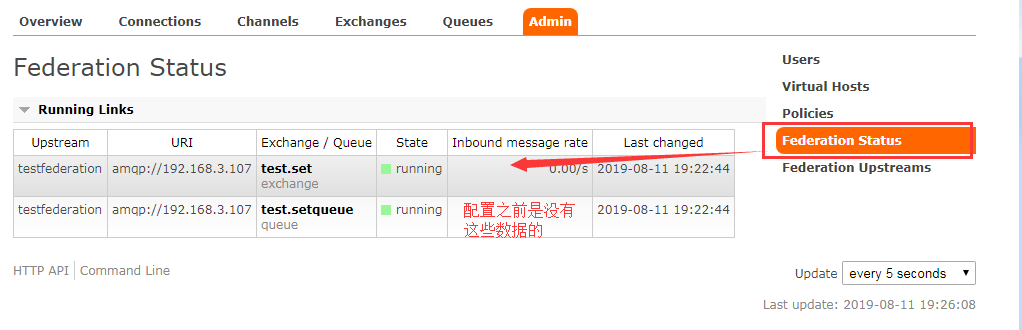 Overview Connections Channels Exchanges Queues Admin
Federation Status
Running Links
Upstream URI Exchange / Queue State Inbound message rate Last changed
testfederation amqp://192.168.3.107 test.set running 0.00/s 2019-08-11 19:22:44
exchange
testfederation amqp://192.168.3.107 test.setqueue running 2019-08-11 19:22:44
queue
配置之前是没有
这些数据的
Users
Virtual Hosts
Policies
Federation Status
Federation Upstreams
HTTP API Command Line
Update every 5 seconds
Last update: 2019-08-11 19:26:08